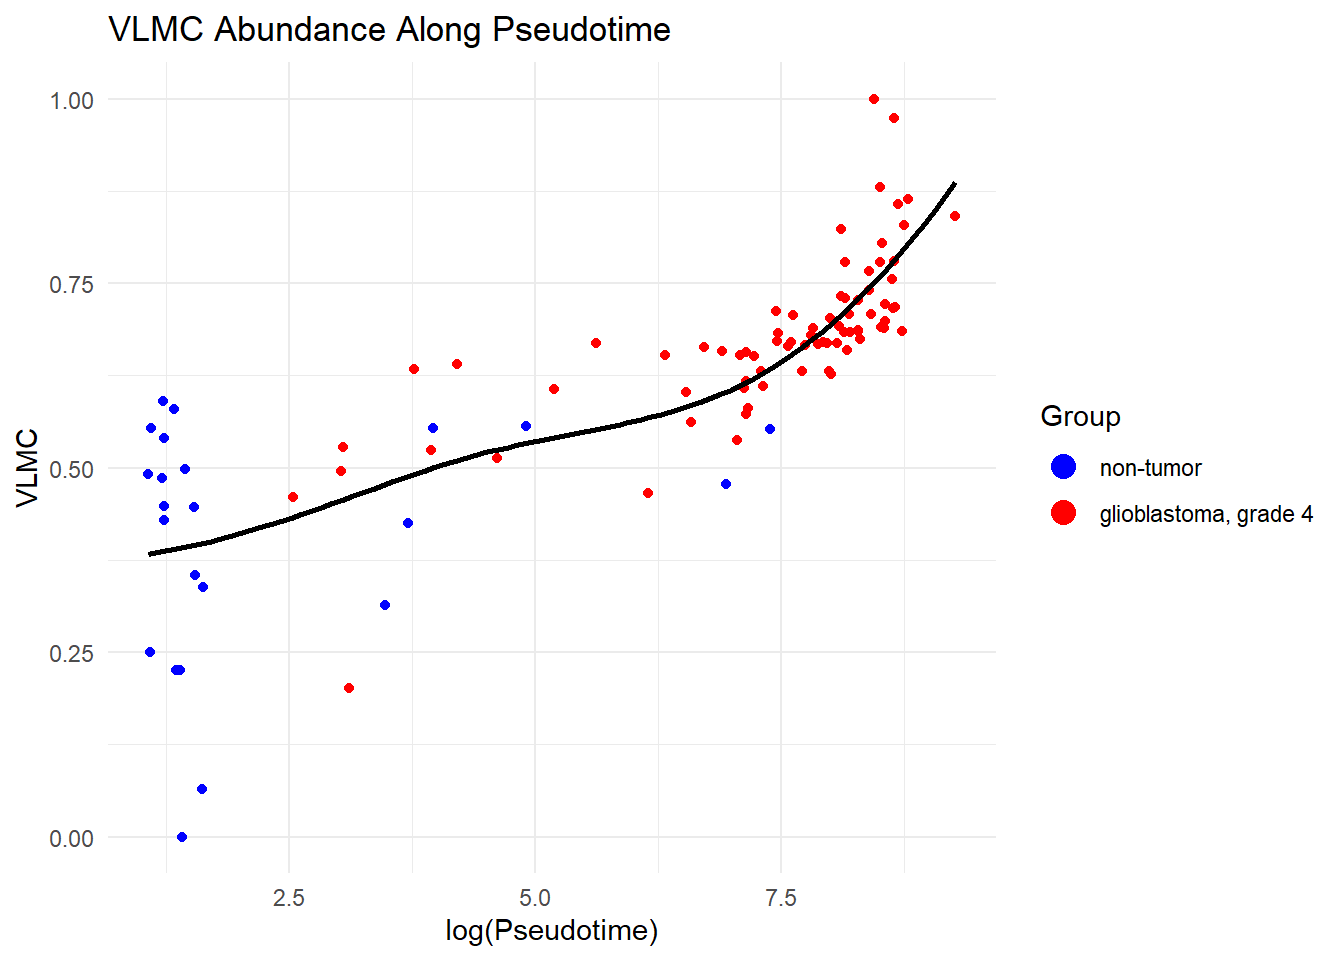 VLMC Abundance Along Pseudotime
1.00
0.75
0.50
0.25
0.00
VLMC
2.5 5.0 7.5
log(Pseudotime)
Group
non-tumor
glioblastoma, grade 4